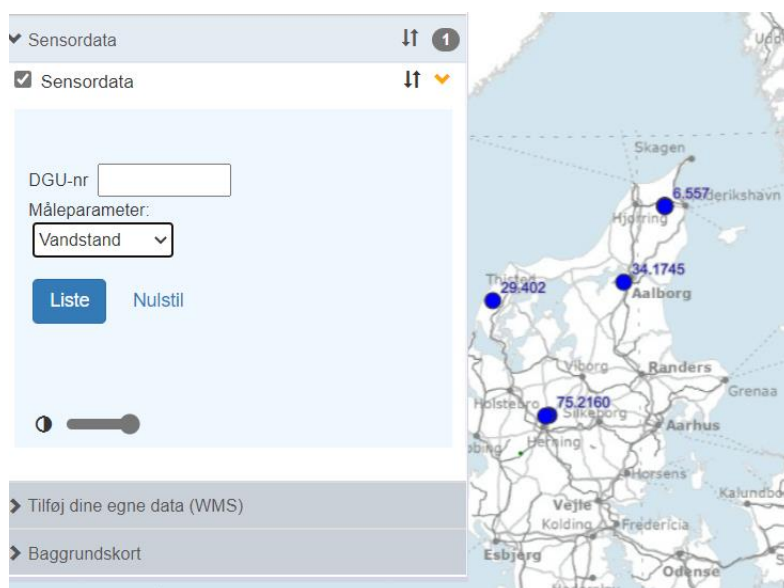 Sensordata
1
Sensordata
DGU-nr
Måleparameter:
Vandstand
Liste
Nulstil
Tilføj dine egne data (WMS)
Baggrundskort
Skagen
6.557
Hjørring
34.1745
Thisted
29.402
Aalborg
Viborg
Randers
Grenaa
Holstebro
75.2160
Silkeborg
Aarhus
Herning
Horsens
Vejle
Kalundbo
Kolding
Fredericia
Esbjerg
Odense